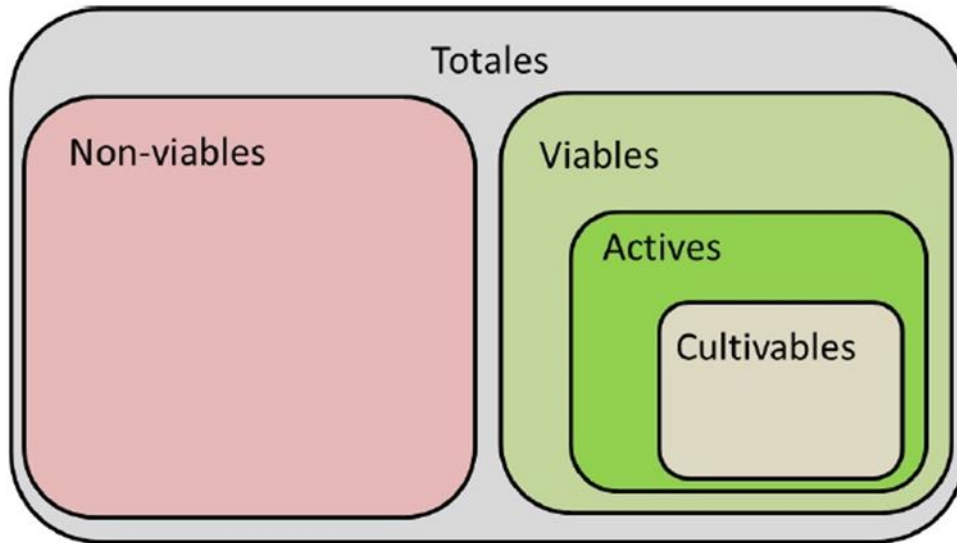 Totales
Non-viables
Viables
Actives
Cultivables